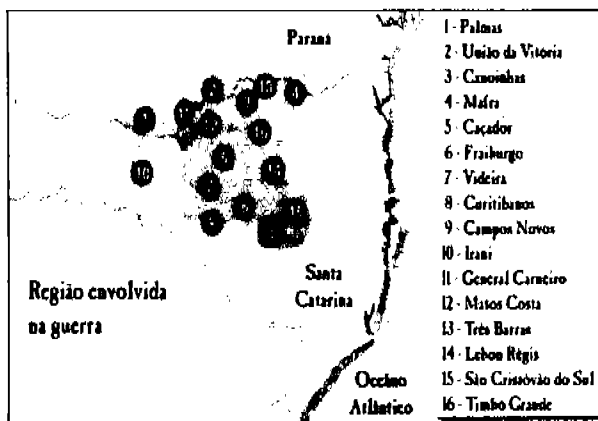 Paraná
Santa
Catarina
Região envolvida
na guerra
Oceano
Atlântico
1 - Palmas
2 - União da Vitória
3 - Canoinhas
4 - Mafra
5 - Caçador
6 - Fraiburgo
7 - Videira
8 - Curitibanos
9 - Campos Novos
10 - Irani
11 - General Carneiro
12 - Matos Costa
13 - Três Barras
14 - Lebon Régis
15 - São Cristóvão do Sul
16 - Timbó Grande